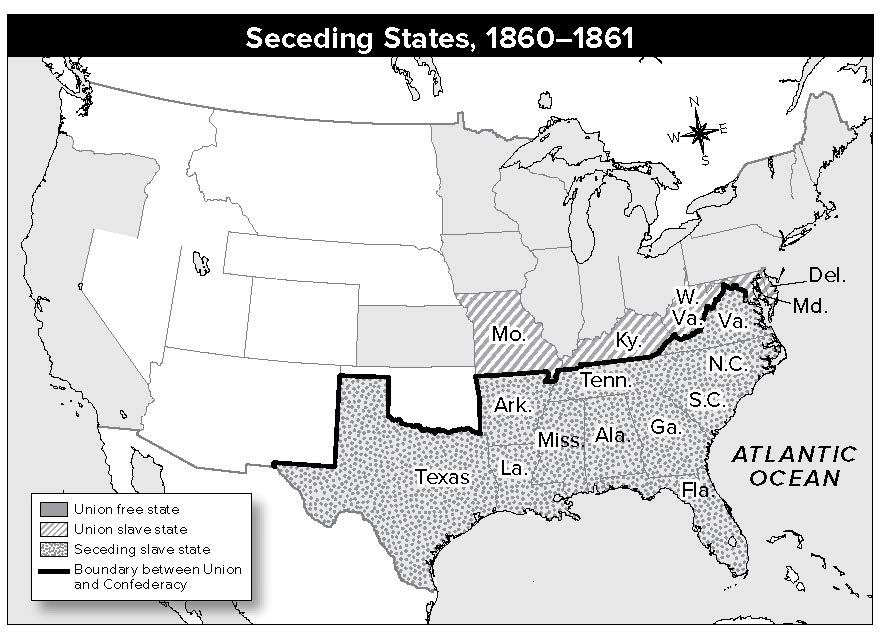 Seceding States, 1860–1861
N
W E
S
Del.
Md.
W.
Va.
Va.
Mo.
Ky.
N.C.
Tenn.
S.C.
Ark.
Ga.
Miss.
Ala.
ATLANTIC
OCEAN
Texas
La.
Fla.
Union free state
Union slave state
Seceding slave state
Boundary between Union
and Confederacy